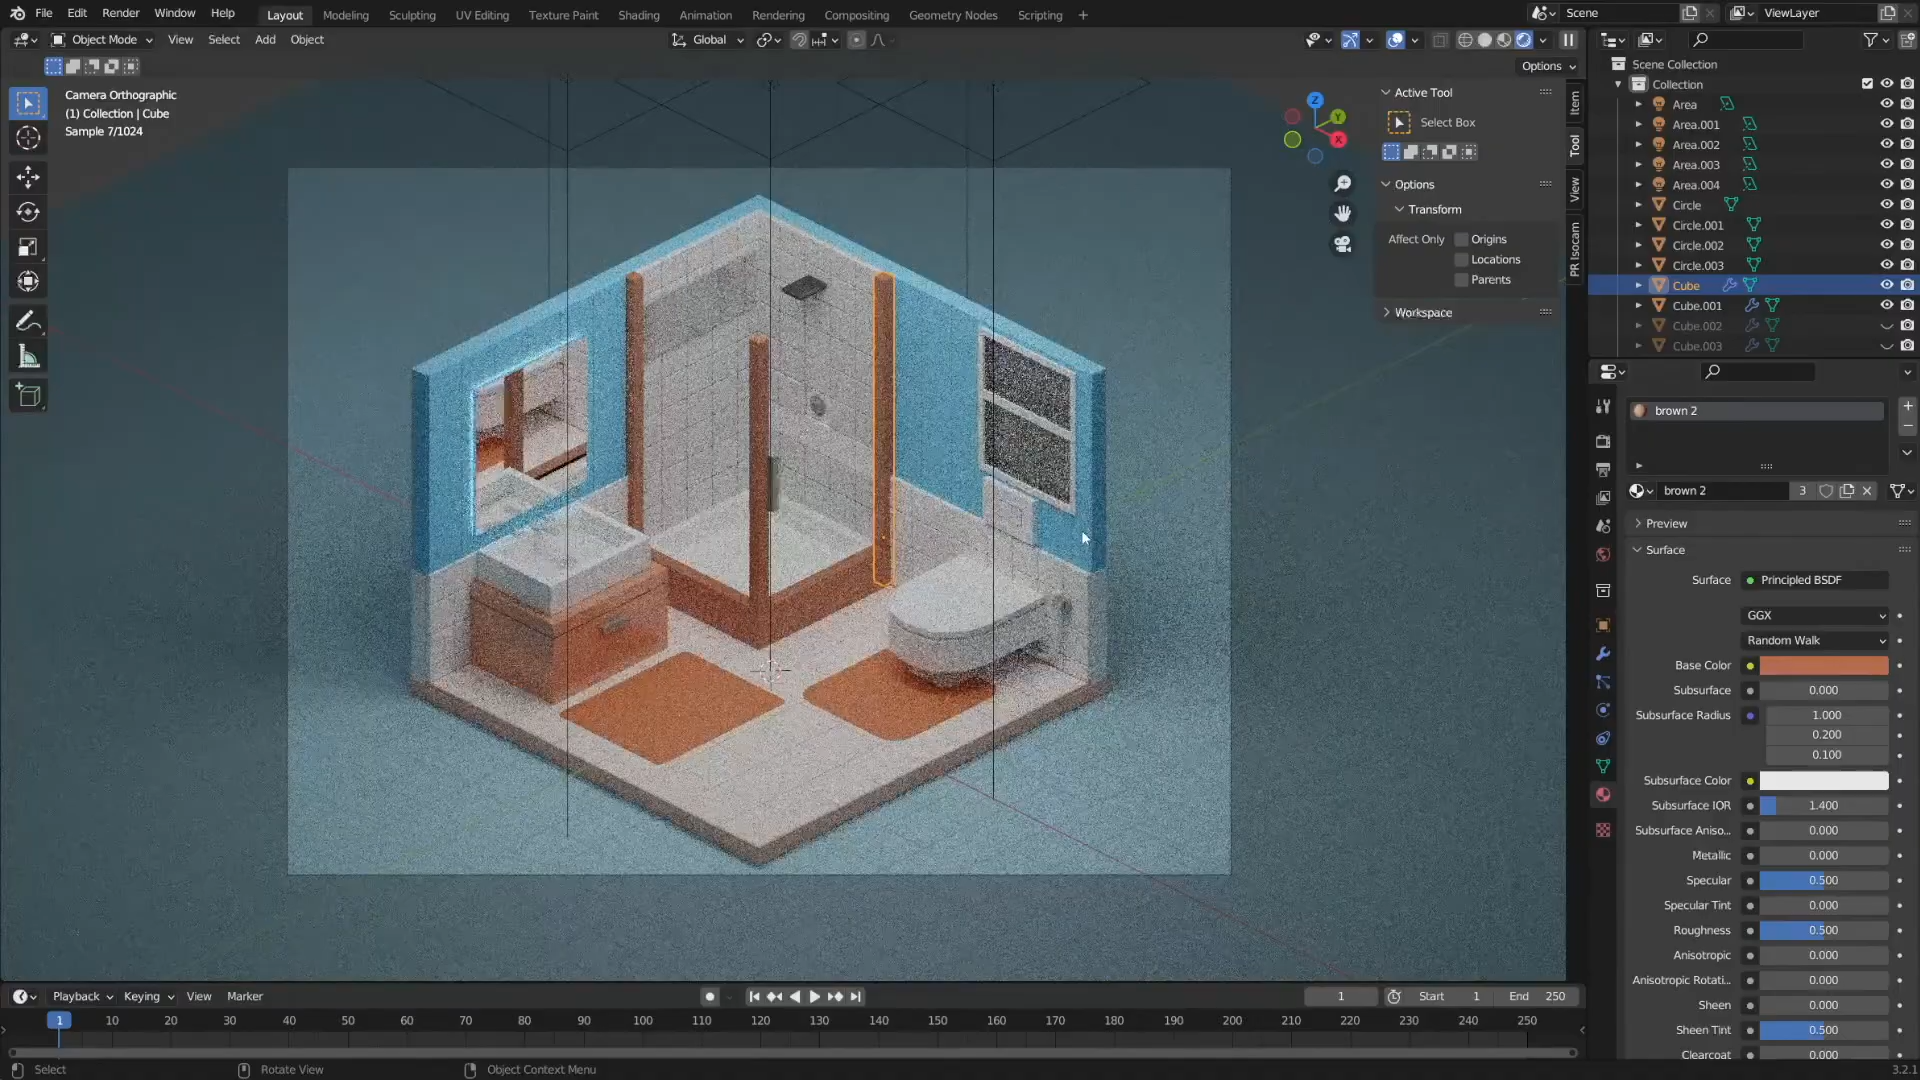 File Edit Render Window Help Layout Modeling Sculpting UV Editing Texture Paint Shading Animation Rendering Compositing Geometry Nodes Scripting + Scene ViewLayer
Object Mode View Select Add Object Global
Options
Camera Orthographic
(1) Collection | Cube
Sample 7/1024
Z
Y
X
Active Tool
Select Box
Options
Transform
Affect Only Origins
Locations
Parents
Workspace
Item
Tool
View
PR Isocam
Scene Collection
Collection
Area
Area.001
Area.002
Area.003
Area.004
Circle
Circle.001
Circle.002
Circle.003
Cube
Cube.001
Cube.002
Cube.003
brown 2
brown 2 3
Preview
Surface
Surface Principled BSDF
GGX
Random Walk
Base Color
Subsurface 0.000
Subsurface Radius 1.000
0.200
0.100
Subsurface Color
Subsurface IOR 1.400
Subsurface Aniso... 0.000
Metallic 0.000
Specular 0.500
Specular Tint 0.000
Roughness 0.500
Anisotropic 0.000
Anisotropic Rotati... 0.000
Sheen 0.000
Sheen Tint 0.500
Clearcoat 0.000
Playback Keying View Marker 1 Start 1 End 250
1 10 20 30 40 50 60 70 80 90 100 110 120 130 140 150 160 170 180 190 200 210 220 230 240 250
Select Rotate View Object Context Menu 3.2.1